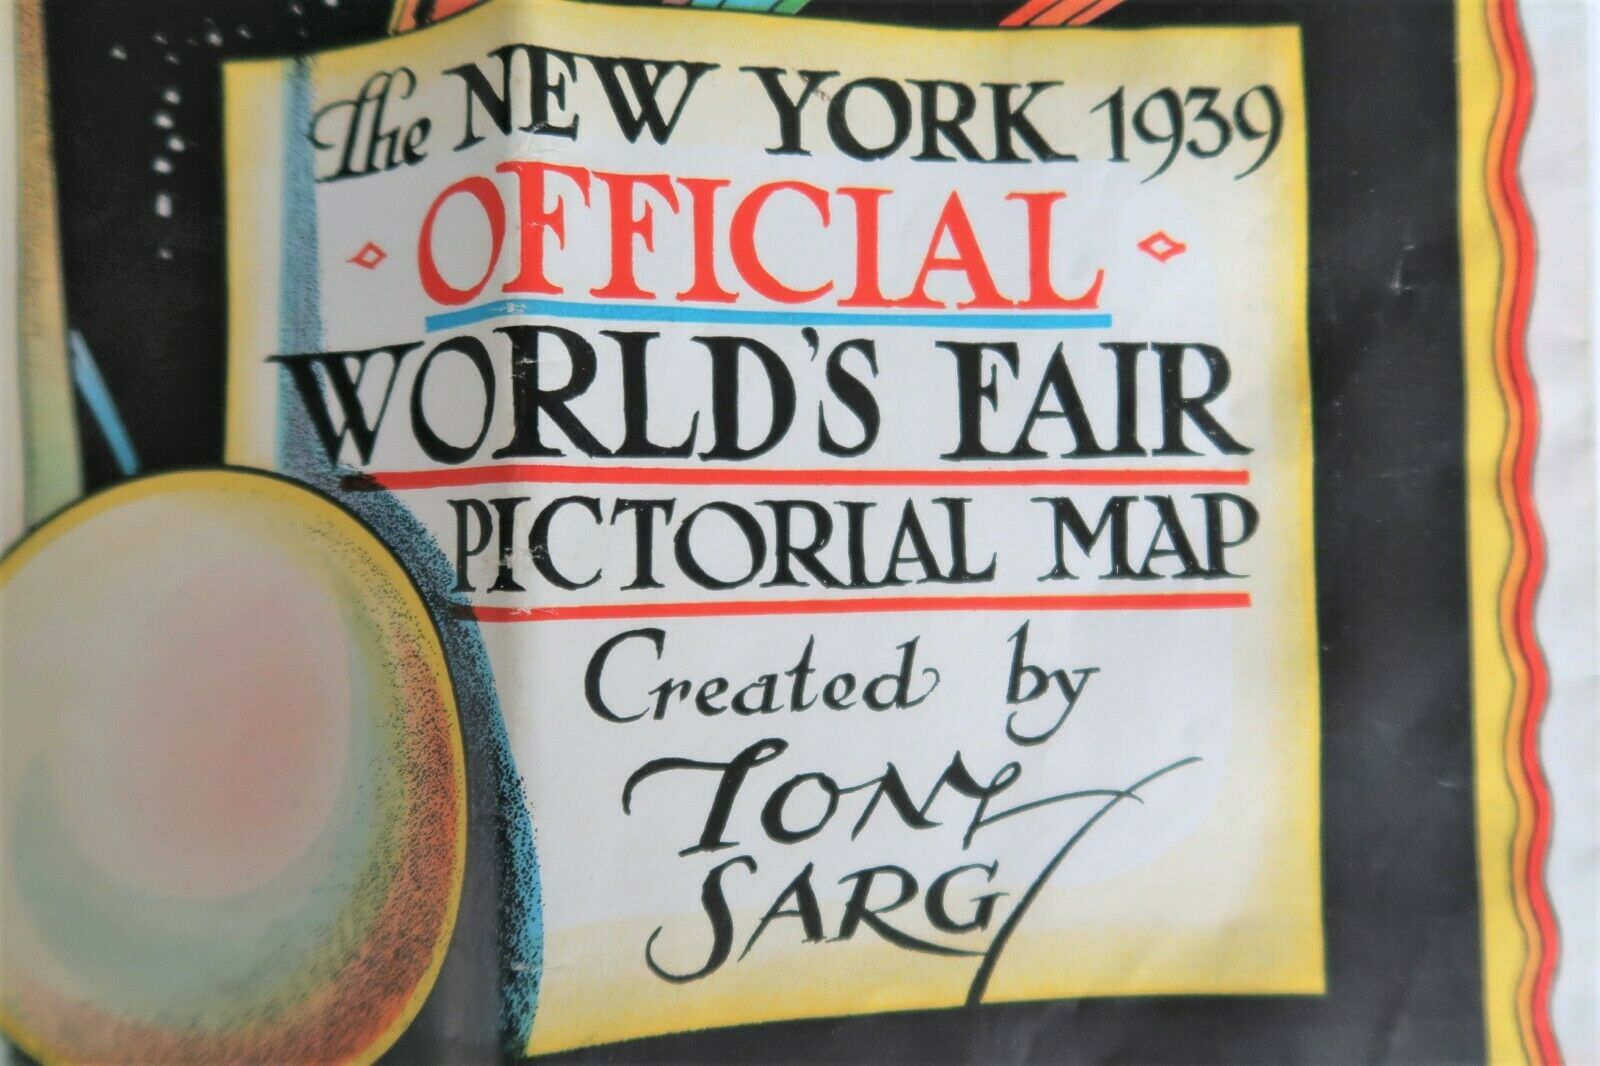 The NEW YORK 1939
OFFICIAL
WORLD'S FAIR
PICTORIAL MAP
Created by
TONY
SARG